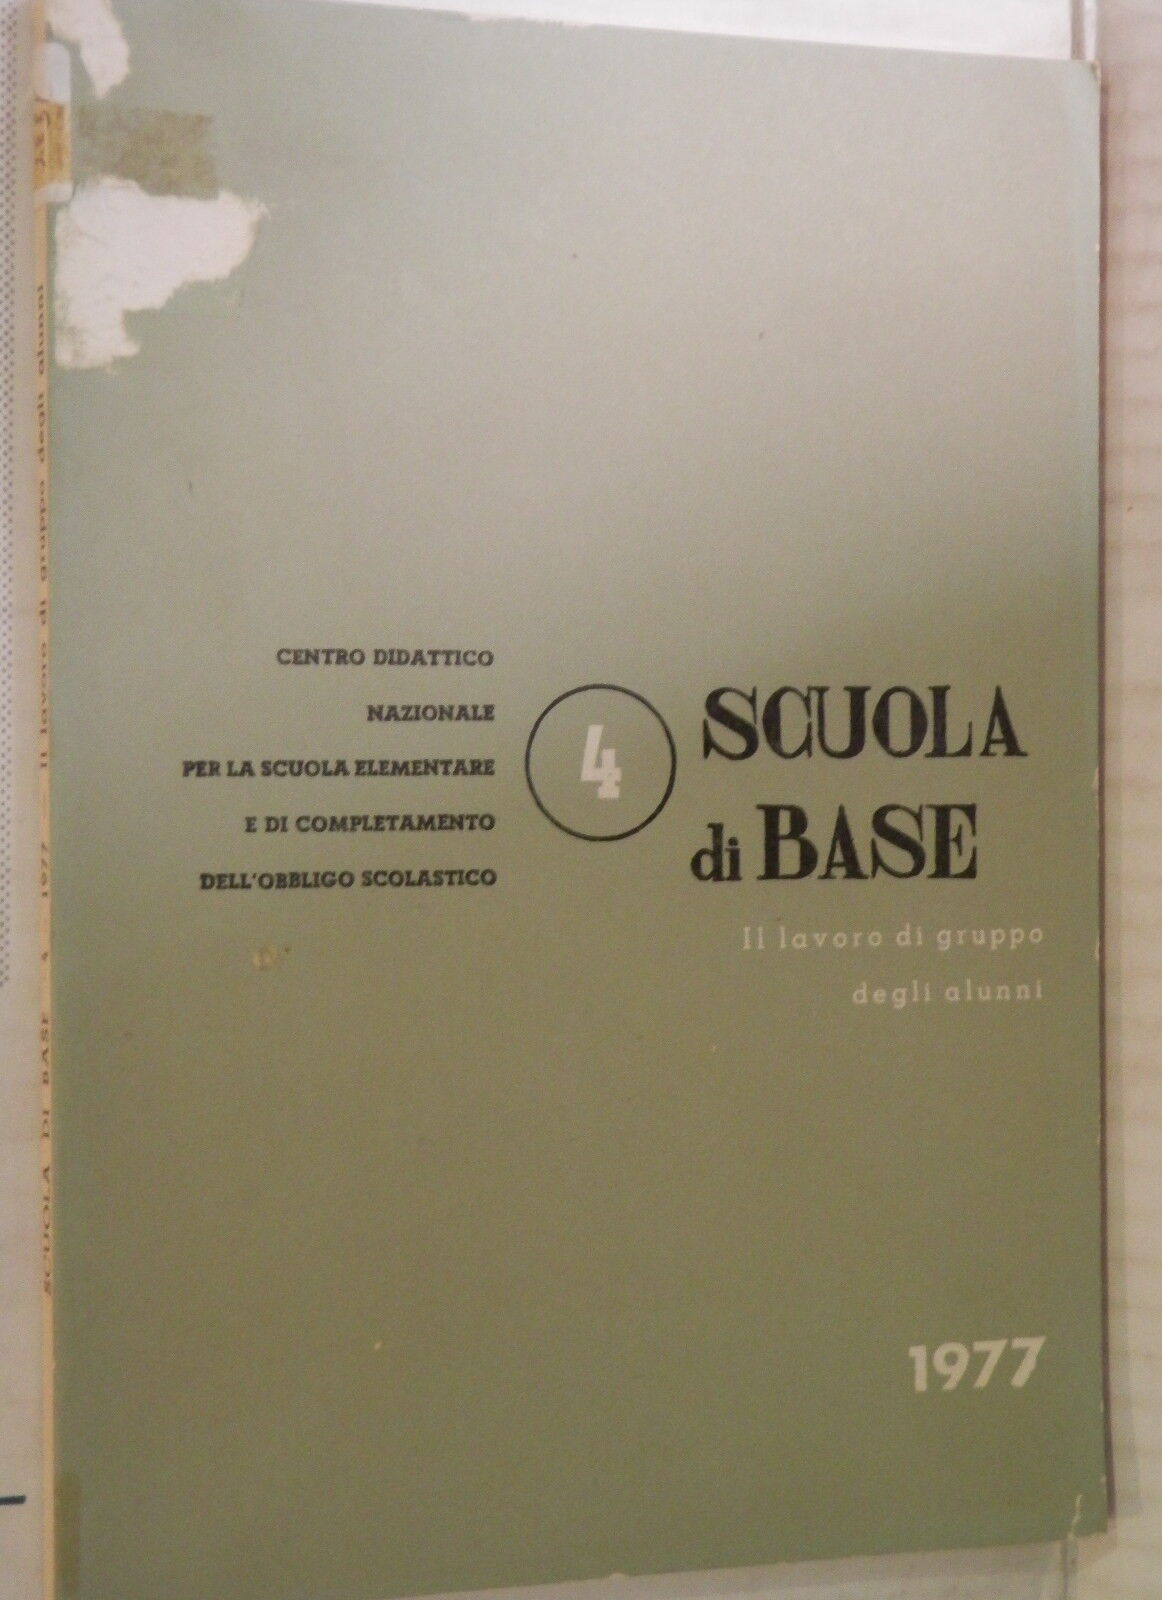 CENTRO DIDATTICO
NAZIONALE
PER LA SCUOLA ELEMENTARE
E DI COMPLETAMENTO
DELL'OBBLIGO SCOLASTICO
4
SCUOLA
di BASE
Il lavoro di gruppo
degli alunni
1977
SCUOLA DI BASE 4 1977 Il lavoro di gruppo degli alunni